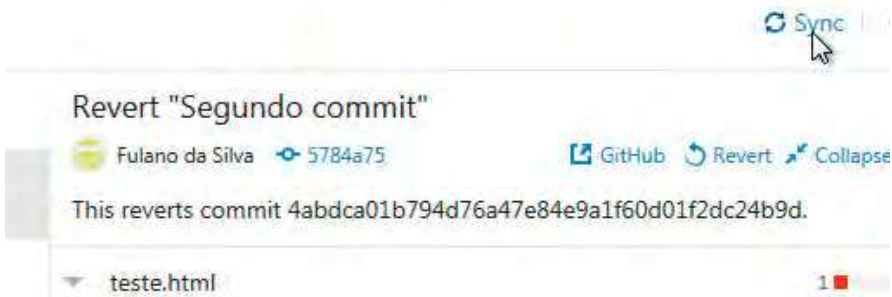 Sync
Revert "Segundo commit"
Fulano da Silva 5784a75 GitHub Revert Collapse
This reverts commit 4abdca01b794d76a47e84e9a1f60d01f2dc24b9d.
teste.html 1